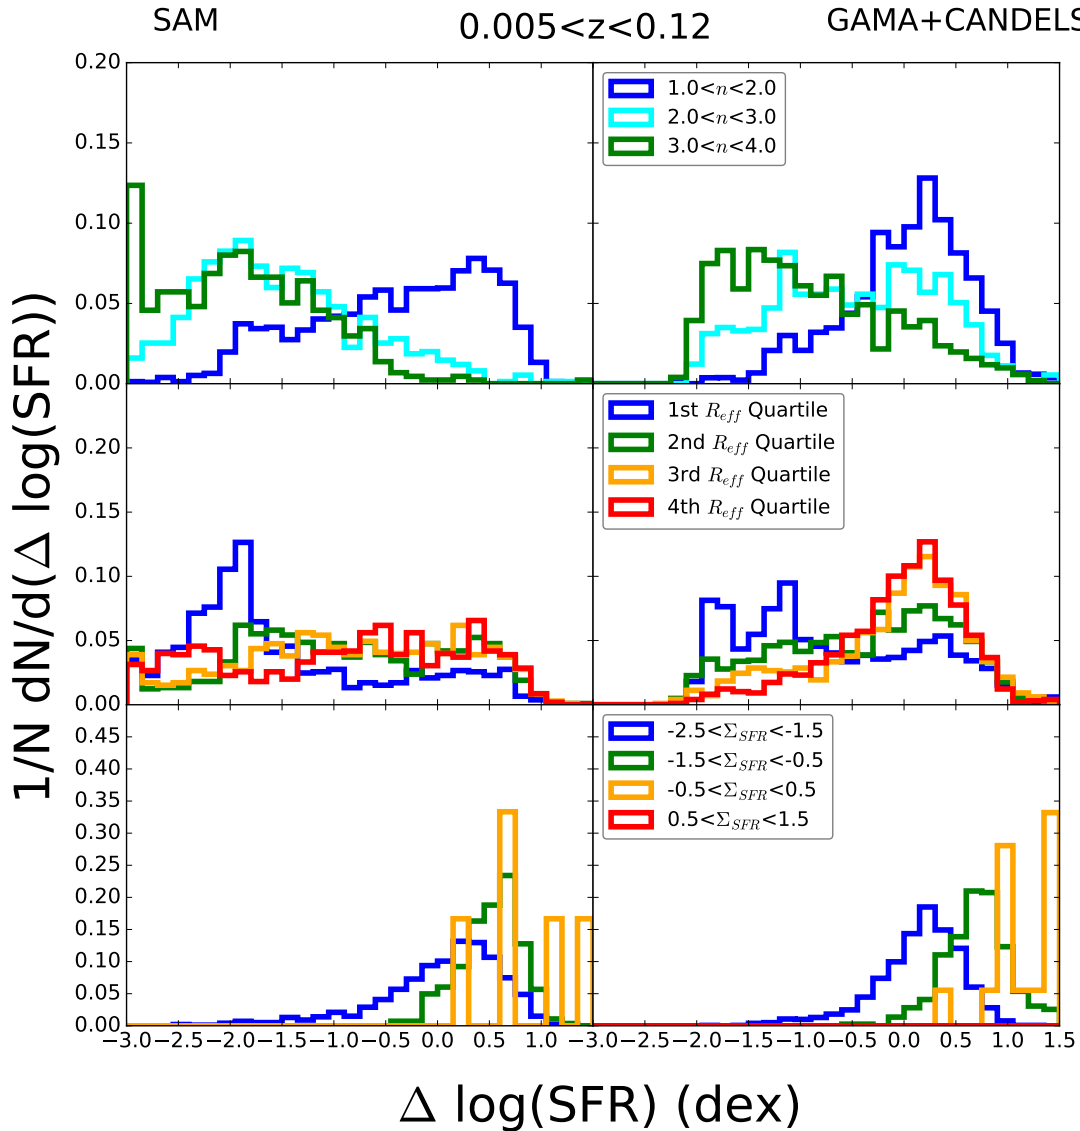 SAM 0.005<z<0.12 GAMA+CANDELS
1/N dN/d(Δ log(SFR))
0.20
0.15
0.10
0.05
0.00
1.0<n<2.0
2.0<n<3.0
3.0<n<4.0
0.20
0.15
0.10
0.05
0.00
1st R_eff Quartile
2nd R_eff Quartile
3rd R_eff Quartile
4th R_eff Quartile
0.45
0.40
0.35
0.30
0.25
0.20
0.15
0.10
0.05
0.00
-2.5<Σ_SFR<-1.5
-1.5<Σ_SFR<-0.5
-0.5<Σ_SFR<0.5
0.5<Σ_SFR<1.5
−3.0 −2.5 −2.0 −1.5 −1.0 −0.5 0.0 0.5 1.0 −3.0 −2.5 −2.0 −1.5 −1.0 −0.5 0.0 0.5 1.0 1.5
Δ log(SFR) (dex)